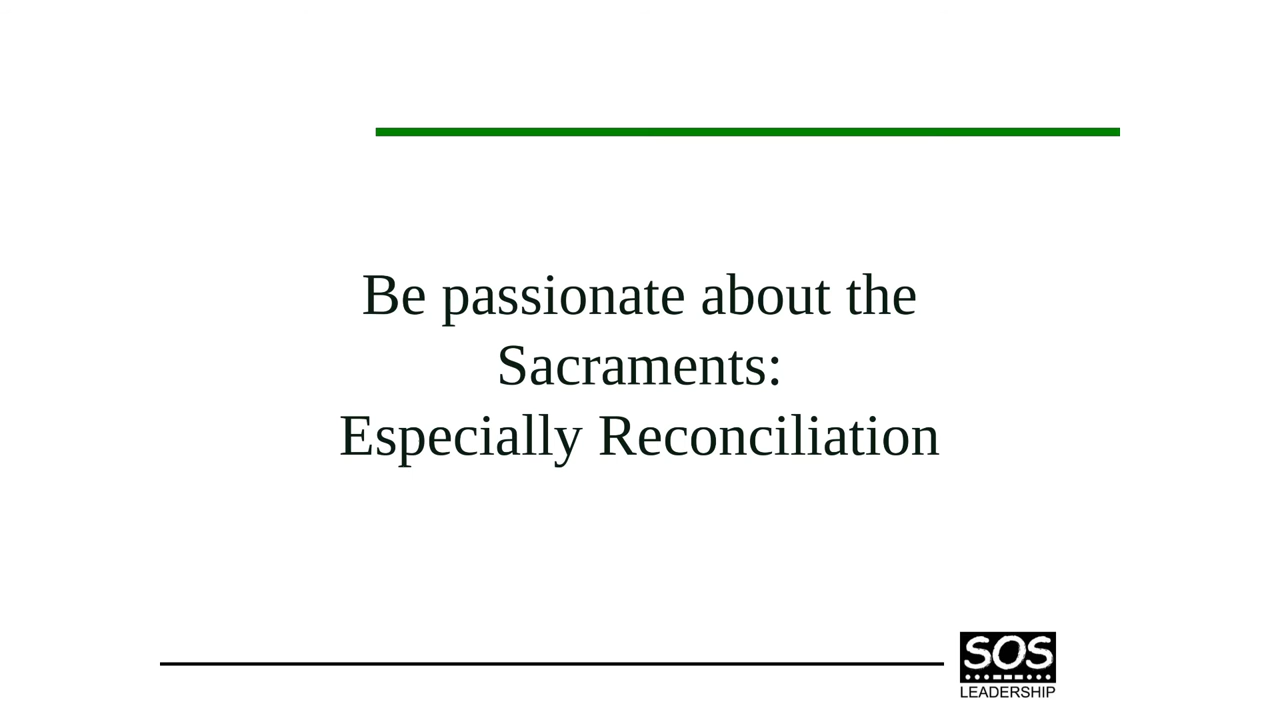 Be passionate about the
Sacraments:
Especially Reconciliation
SOS
LEADERSHIP